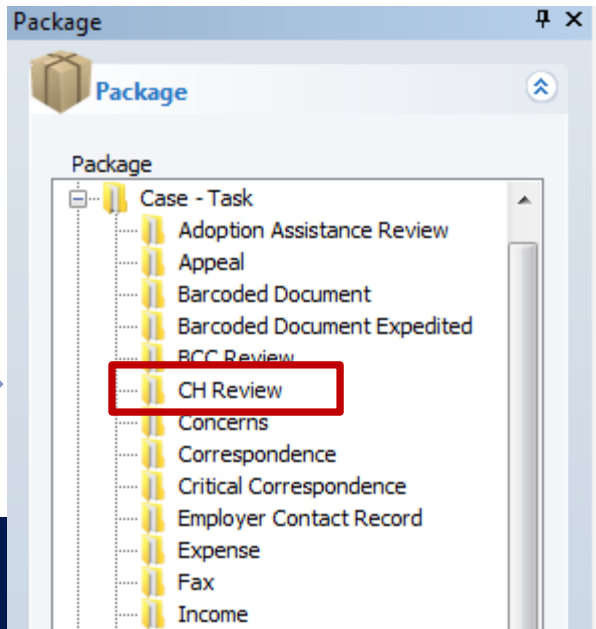 Package
Package
Package
Case - Task
Adoption Assistance Review
Appeal
Barcoded Document
Barcoded Document Expedited
BCC Review
CH Review
Concerns
Correspondence
Critical Correspondence
Employer Contact Record
Expense
Fax
Income